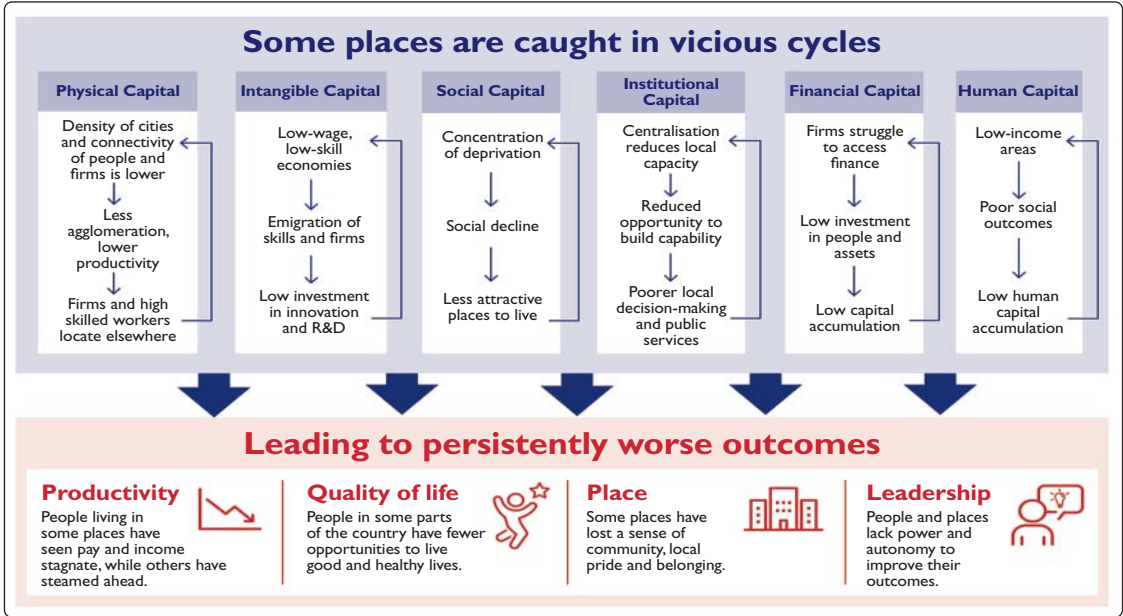 Some places are caught in vicious cycles
Physical Capital
Density of cities
and connectivity
of people and
firms is lower
Less
agglomeration,
lower
productivity
Firms and high
skilled workers
locate elsewhere
Intangible Capital
Low-wage,
low-skill
economies
Emigration of
skills and firms
Low investment
in innovation
and R&D
Social Capital
Concentration
of deprivation
Social decline
Less attractive
places to live
Institutional
Capital
Centralisation
reduces local
capacity
Reduced
opportunity to
build capability
Poorer local
decision-making
and public
services
Financial Capital
Firms struggle
to access
finance
Low investment
in people and
assets
Low capital
accumulation
Human Capital
Low-income
areas
Poor social
outcomes
Low human
capital
accumulation
Leading to persistently worse outcomes
Productivity
People living in
some places have
seen pay and income
stagnate, while others have
steamed ahead.
Quality of life
People in some parts
of the country have fewer
opportunities to live
good and healthy lives.
Place
Some places have
lost a sense of
community, local
pride and belonging.
Leadership
People and places
lack power and
autonomy to
improve their
outcomes.